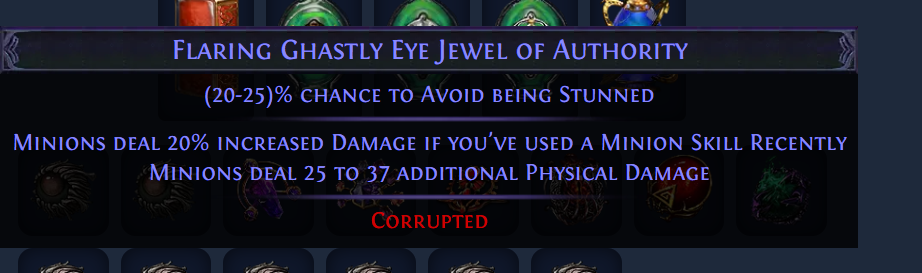 Flaring Ghastly Eye Jewel of Authority
(20-25)% chance to Avoid being Stunned
Minions deal 20% increased Damage if you've used a Minion Skill Recently
Minions deal 25 to 37 additional Physical Damage
Corrupted